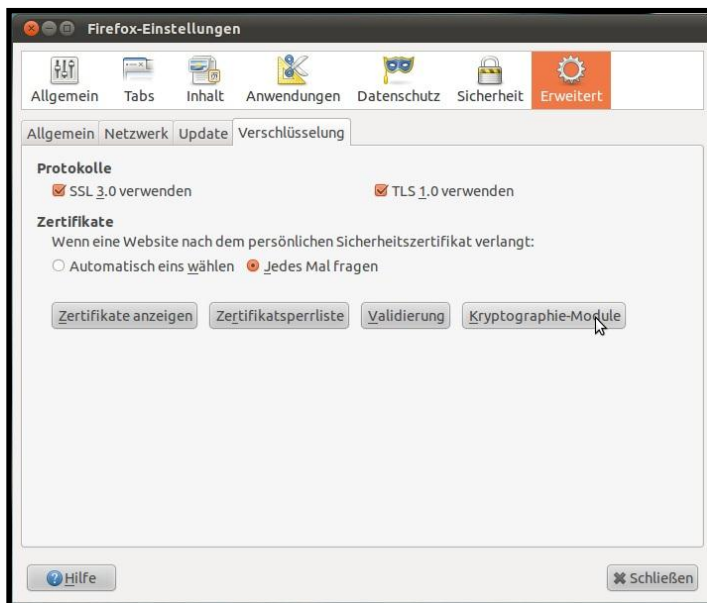 Firefox-Einstellungen
Allgemein Tabs Inhalt Anwendungen Datenschutz Sicherheit Erweitert
Allgemein Netzwerk Update Verschlüsselung
Protokolle
SSL 3.0 verwenden TLS 1.0 verwenden
Zertifikate
Wenn eine Website nach dem persönlichen Sicherheitszertifikat verlangt:
Automatisch eins wählen Jedes Mal fragen
Zertifikate anzeigen Zertifikatsperrliste Validierung Kryptographie-Module
Hilfe Schließen